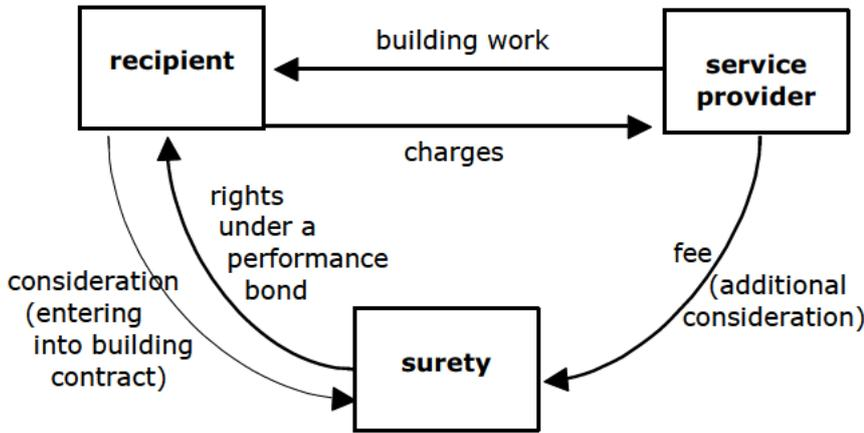 recipient
building work
service
provider
charges
rights
under a
performance
bond
consideration
(entering
into building
contract)
fee
(additional
consideration)
surety